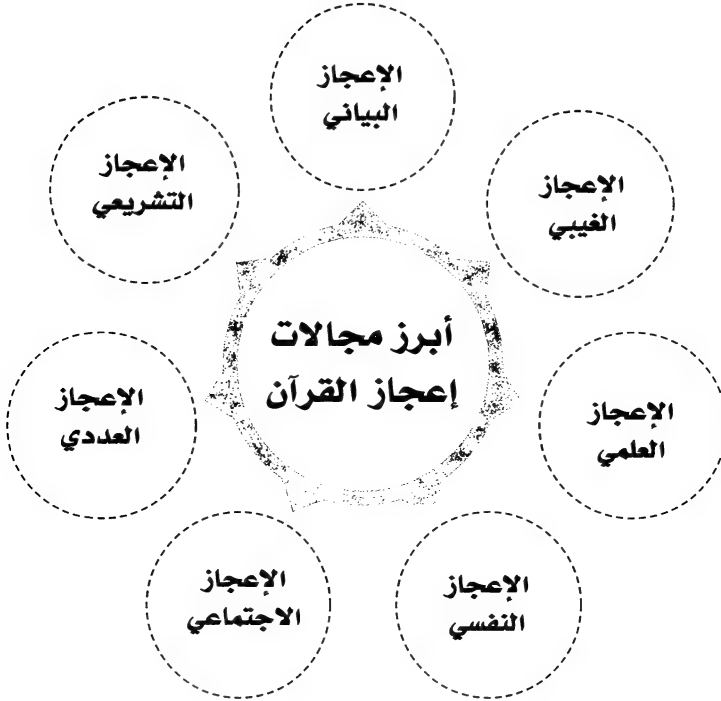 أبرز مجالات
إعجاز القرآن
الإعجاز
البياني
الإعجاز
الغيبي
الإعجاز
العلمي
الإعجاز
النفسي
الإعجاز
الاجتماعي
الإعجاز
العددي
الإعجاز
التشريعي